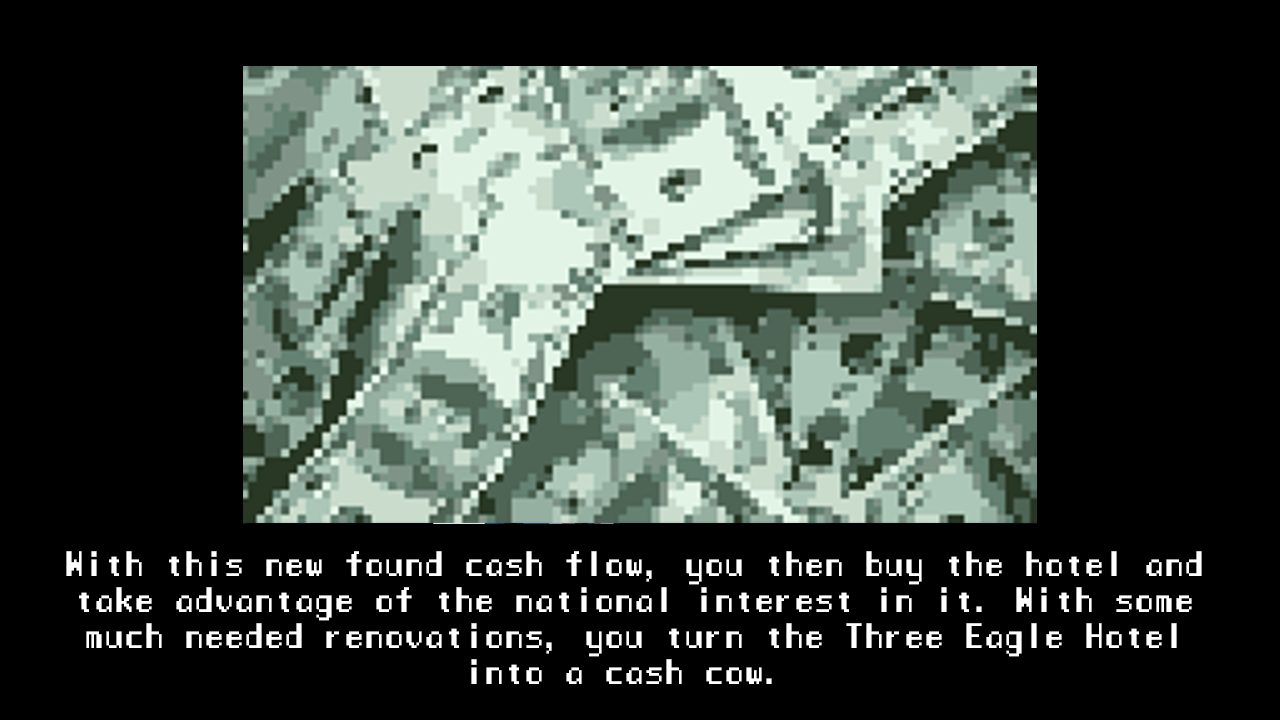 With this new found cash flow, you then buy the hotel and
take advantage of the national interest in it. With some
much needed renovations, you turn the Three Eagle Hotel
into a cash cow.